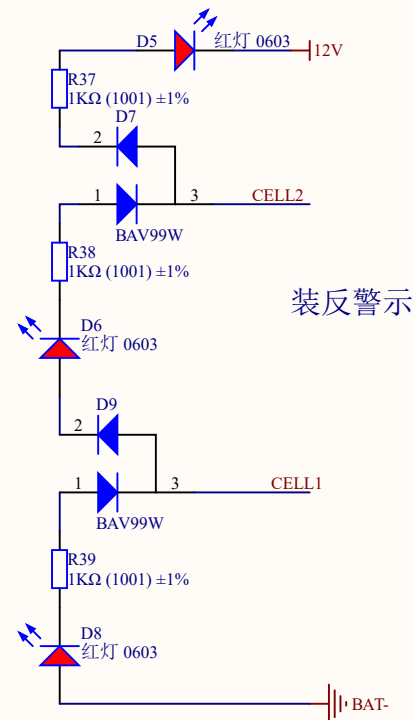 D5
红灯 0603
12V
R37
1KΩ (1001) ±1%
D7
2
1
3
CELL2
BAV99W
R38
1KΩ (1001) ±1%
装反警示
D6
红灯 0603
D9
2
1
3
CELL1
BAV99W
R39
1KΩ (1001) ±1%
D8
红灯 0603
BAT-